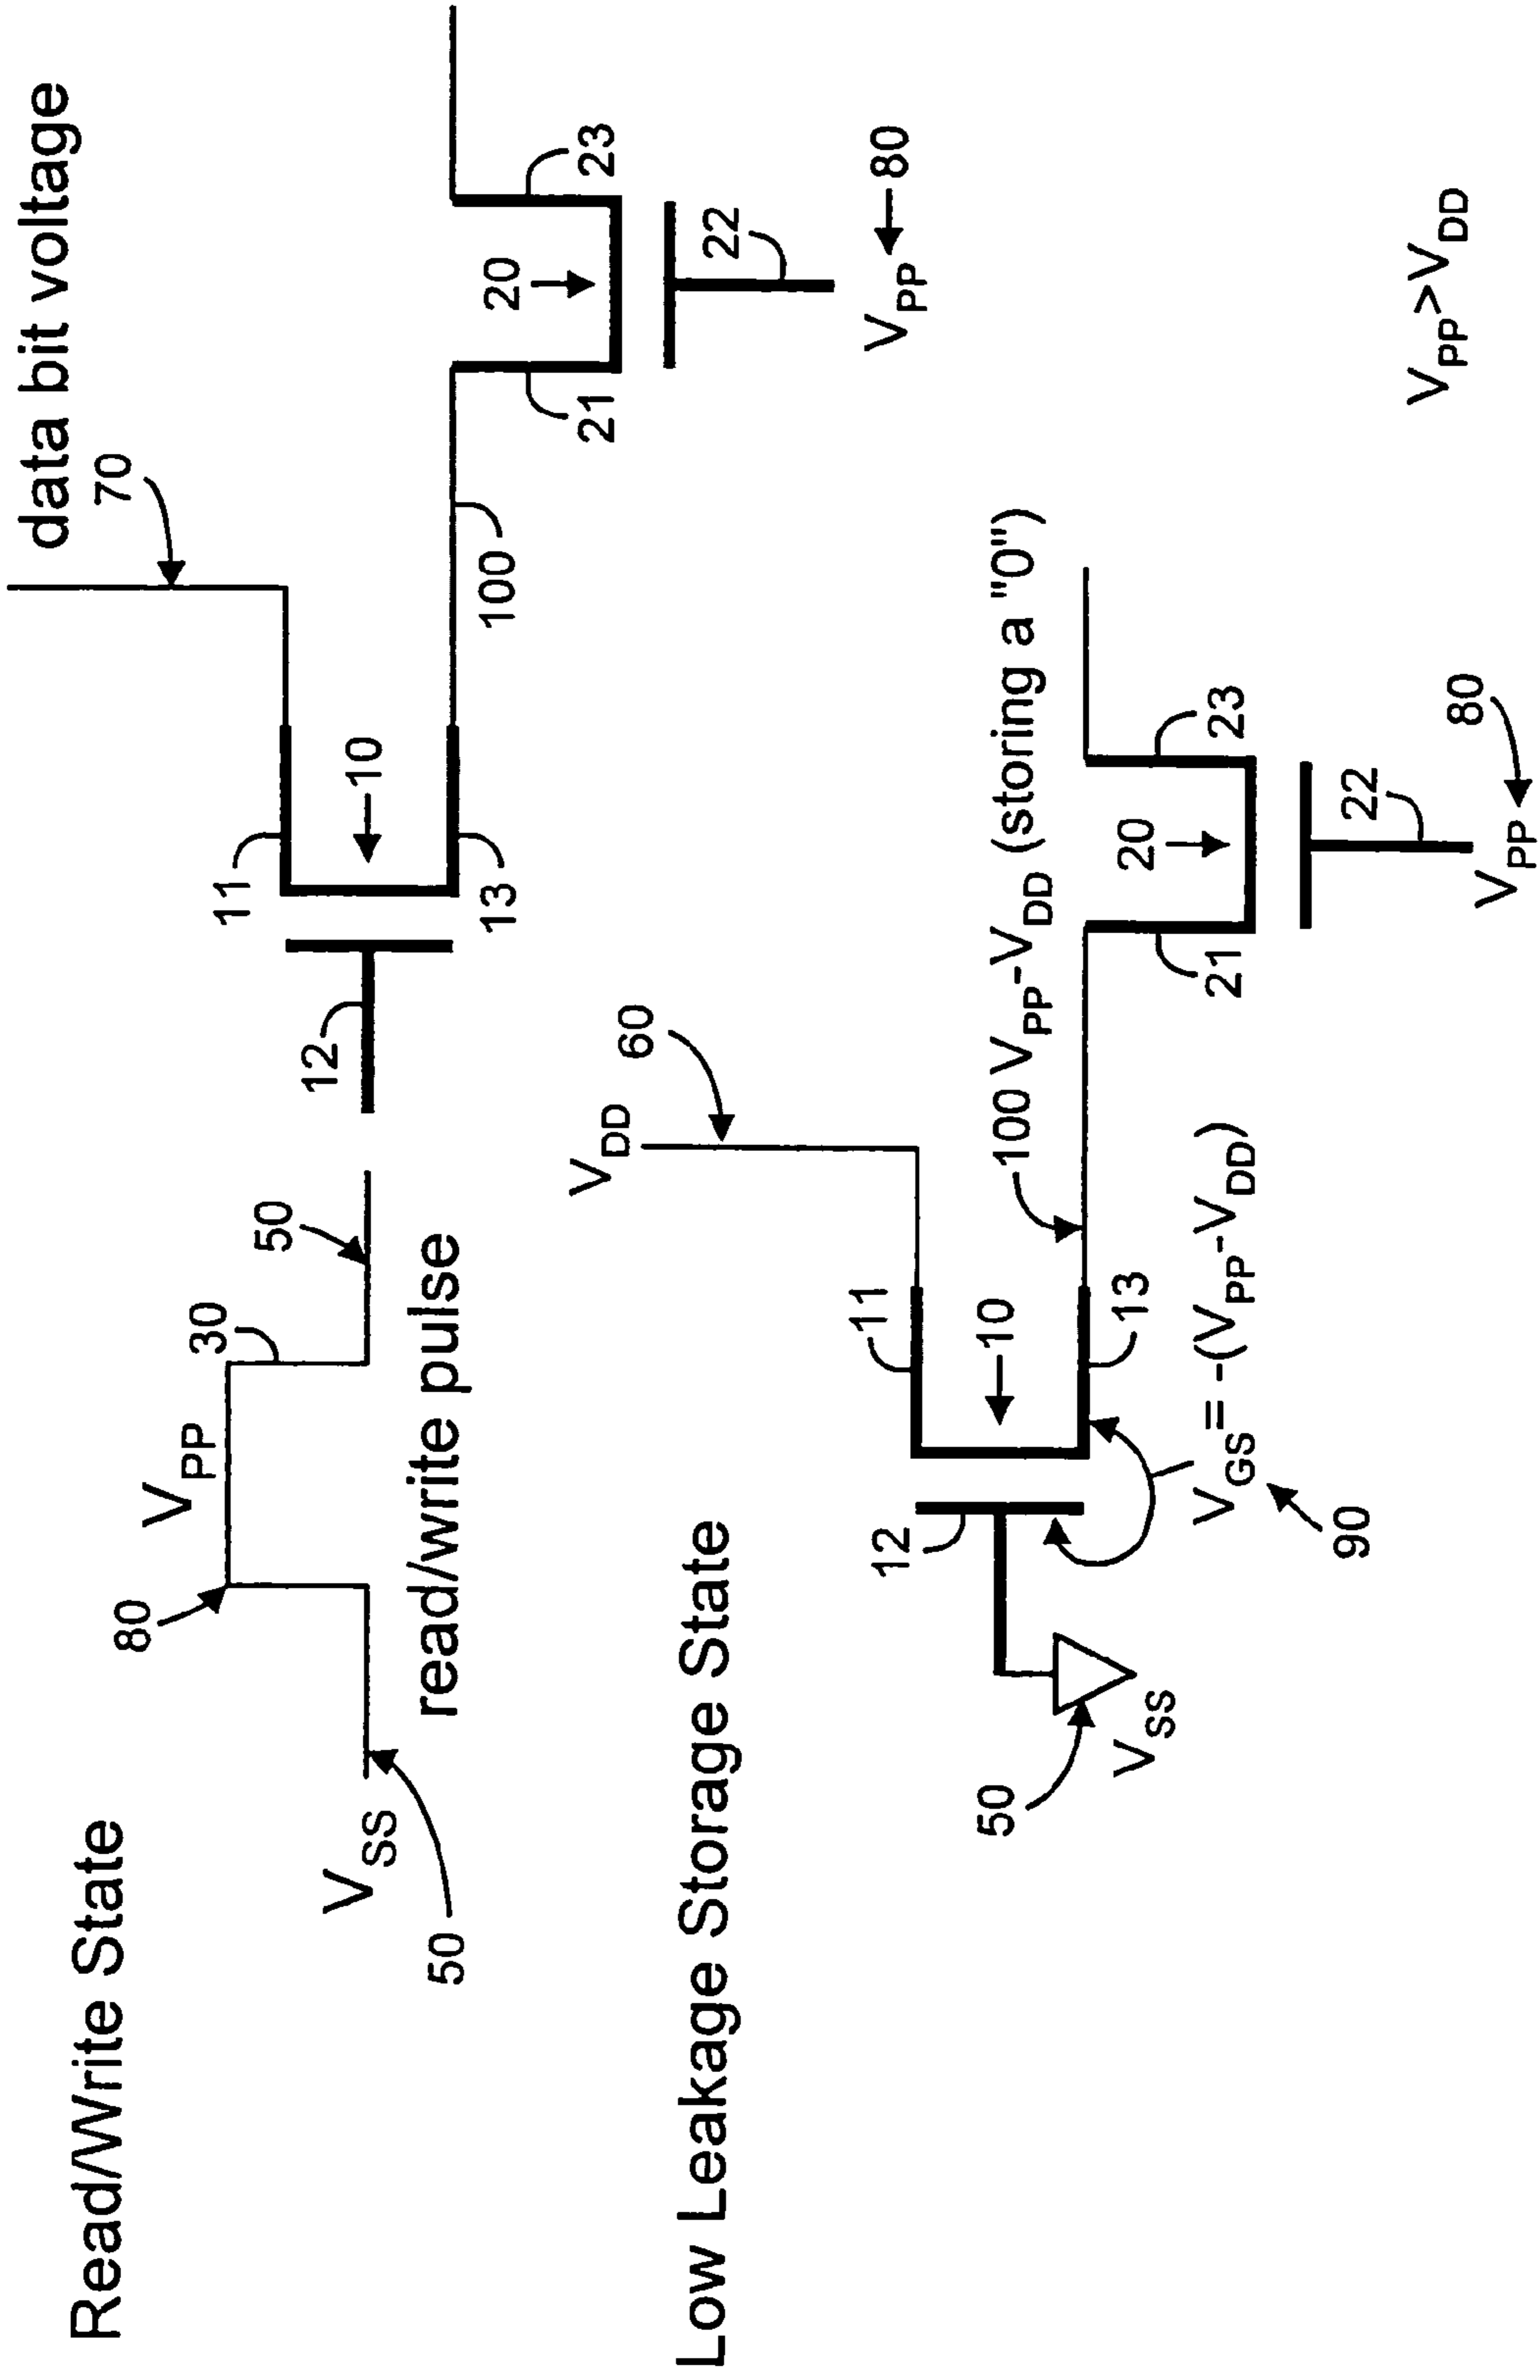 Read/Write State
data bit voltage
70
80
V_PP
30
50
11
V_SS
12
10
20
21
23
50
read/write pulse
13
100
22
V_PP
80
Low Leakage Storage State
V_DD
60
11
12
10
100 V_PP-V_DD (storing a "0")
50
V_SS
13
20
21
23
V_GS = -(V_PP-V_DD)
90
22
V_PP
80
V_PP>V_DD